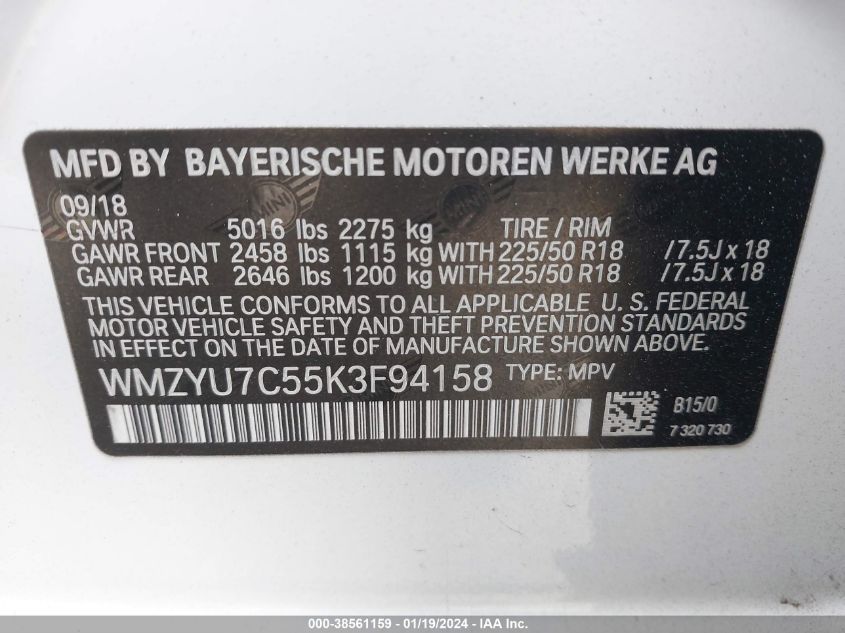 MFD BY BAYERISCHE MOTOREN WERKE AG
09/18
GVWR 5016 lbs 2275 kg TIRE / RIM
GAWR FRONT 2458 lbs 1115 kg WITH 225/50 R18 / 7.5J x 18
GAWR REAR 2646 lbs 1200 kg WITH 225/50 R18 / 7.5J x 18
THIS VEHICLE CONFORMS TO ALL APPLICABLE U. S. FEDERAL
MOTOR VEHICLE SAFETY AND THEFT PREVENTION STANDARDS
IN EFFECT ON THE DATE OF MANUFACTURE SHOWN ABOVE.
WMZYU7C55K3F94158 TYPE: MPV
B15/0
7 320 730
MINI
000-38561159 - 01/19/2024 - IAA Inc.